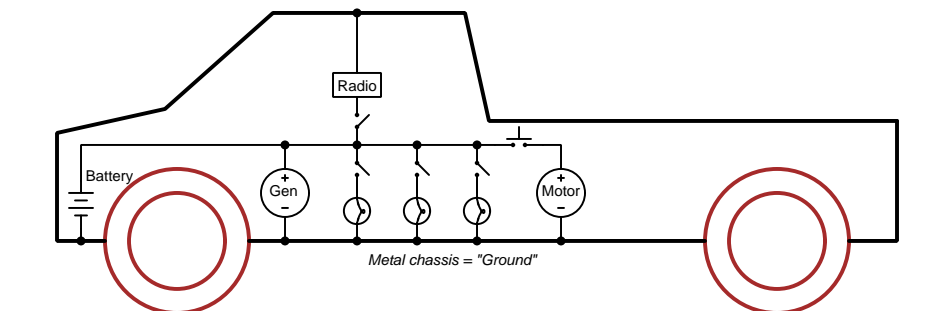 Radio
Battery
+
Gen
−
+
Motor
−
Metal chassis = "Ground"